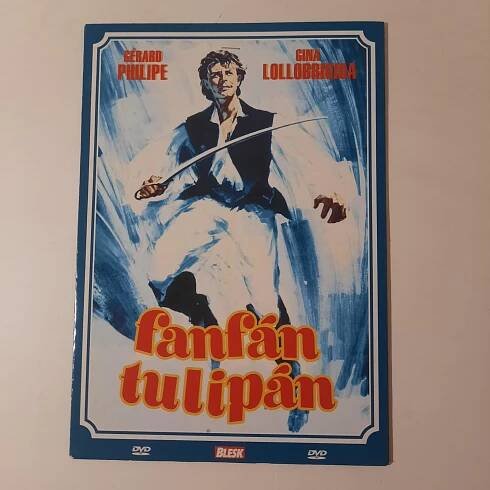 GÉRARD
PHILIPE
GINA
LOLLOBRIGIDA
fanfán
tulipán
DVD
BLESK
DVD